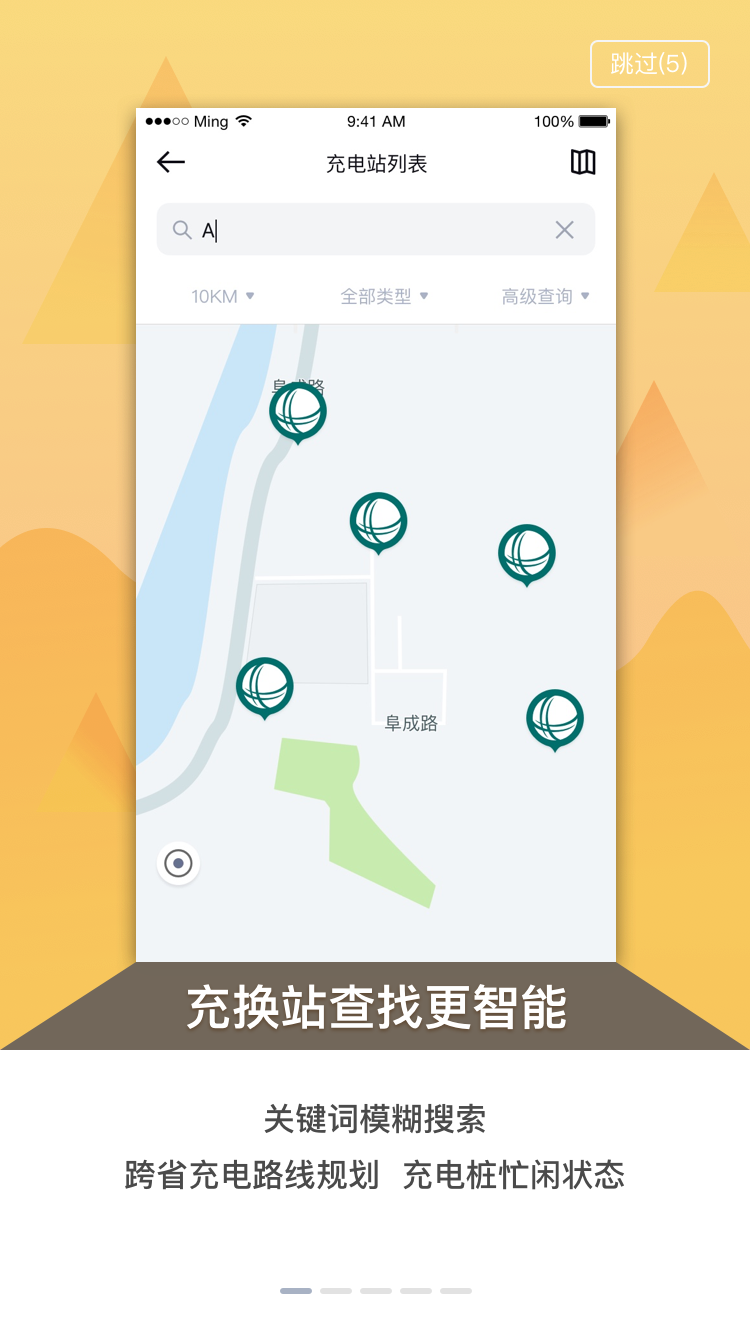 跳过(5)
Ming 9:41 AM 100%
充电站列表
A
10KM 全部类型 高级查询
阜成路
阜成路
充换站查找更智能
关键词模糊搜索
跨省充电路线规划 充电桩忙闲状态